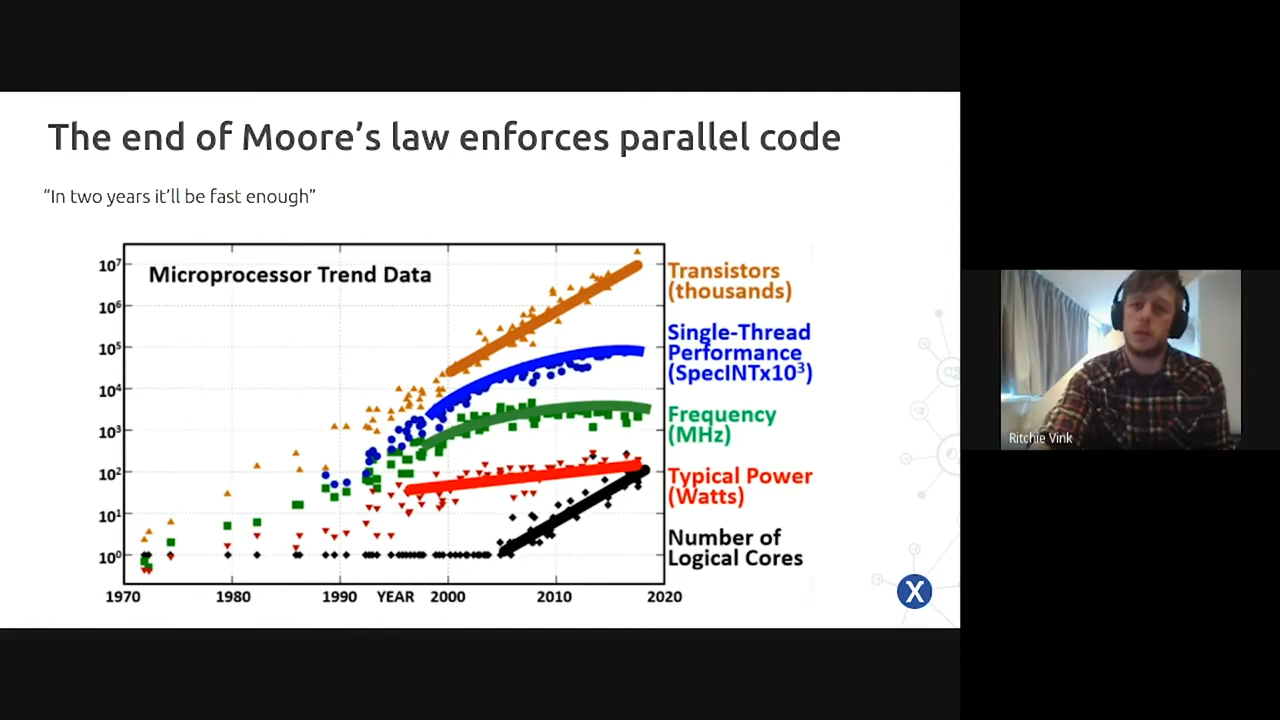 The end of Moore's law enforces parallel code
“In two years it'll be fast enough”
Microprocessor Trend Data
10⁷
10⁶
10⁵
10⁴
10³
10²
10¹
10⁰
Transistors
(thousands)
Single-Thread
Performance
(SpecINTx10³)
Frequency
(MHz)
Typical Power
(Watts)
Number of
Logical Cores
1970 1980 1990 YEAR 2000 2010 2020
X
Ritchie Vink